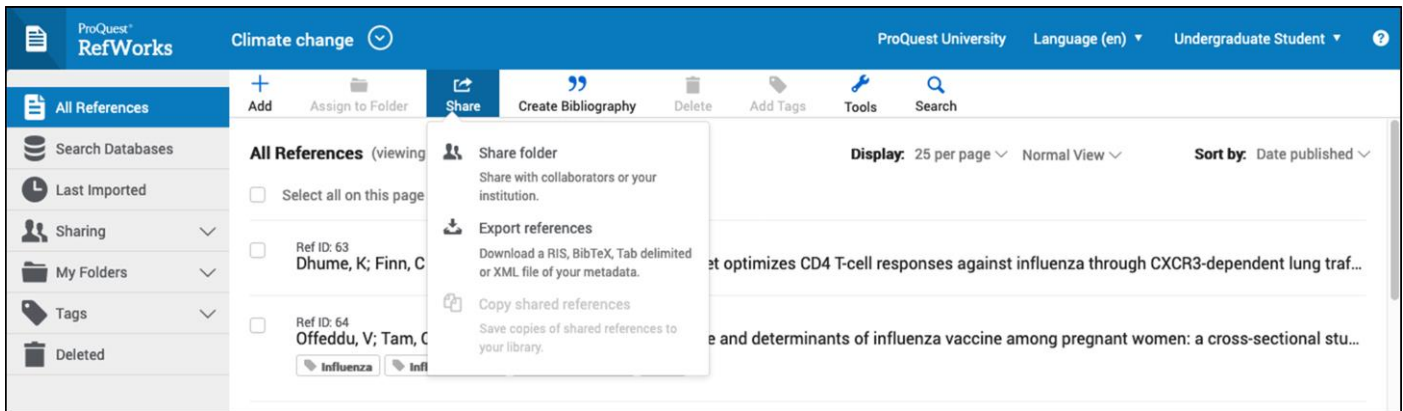 ProQuest®
RefWorks
Climate change
ProQuest University Language (en) ▼ Undergraduate Student ▼ ?
All References
Search Databases
Last Imported
Sharing
My Folders
Tags
Deleted
Add Assign to Folder Share Create Bibliography Delete Add Tags Tools Search
All References (viewing
Display: 25 per page Normal View Sort by: Date published
Select all on this page
Share folder
Share with collaborators or your
institution.
Export references
Download a RIS, BibTeX, Tab delimited
or XML file of your metadata.
Copy shared references
Save copies of shared references to
your library.
Ref ID: 63
Dhume, K; Finn, C et optimizes CD4 T-cell responses against influenza through CXCR3-dependent lung traf...
Ref ID: 64
Offeddu, V; Tam, C e and determinants of influenza vaccine among pregnant women: a cross-sectional stu...
Influenza Infl